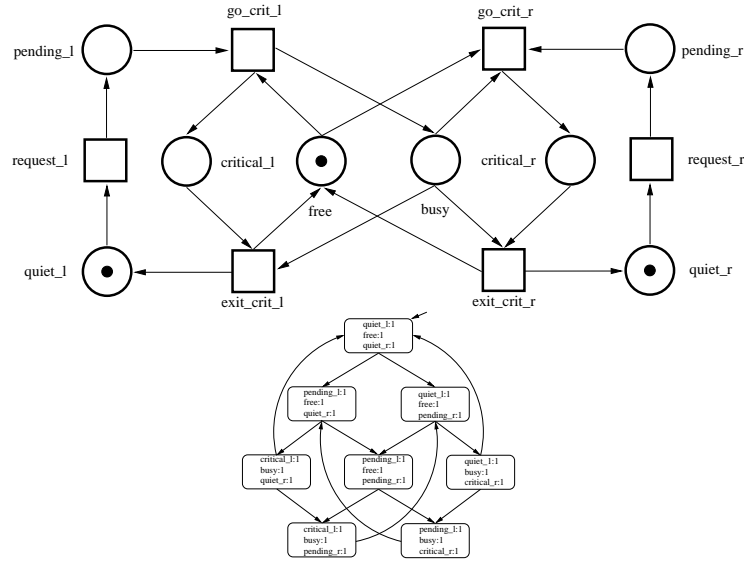 go_crit_l
go_crit_r
pending_l
pending_r
request_l
critical_l
critical_r
request_r
free
busy
quiet_l
quiet_r
exit_crit_l
exit_crit_r
quiet_l:1
free:1
quiet_r:1
pending_l:1
free:1
quiet_r:1
quiet_l:1
free:1
pending_r:1
critical_l:1
busy:1
quiet_r:1
pending_l:1
free:1
pending_r:1
quiet_l:1
busy:1
critical_r:1
critical_l:1
busy:1
pending_r:1
pending_l:1
busy:1
critical_r:1